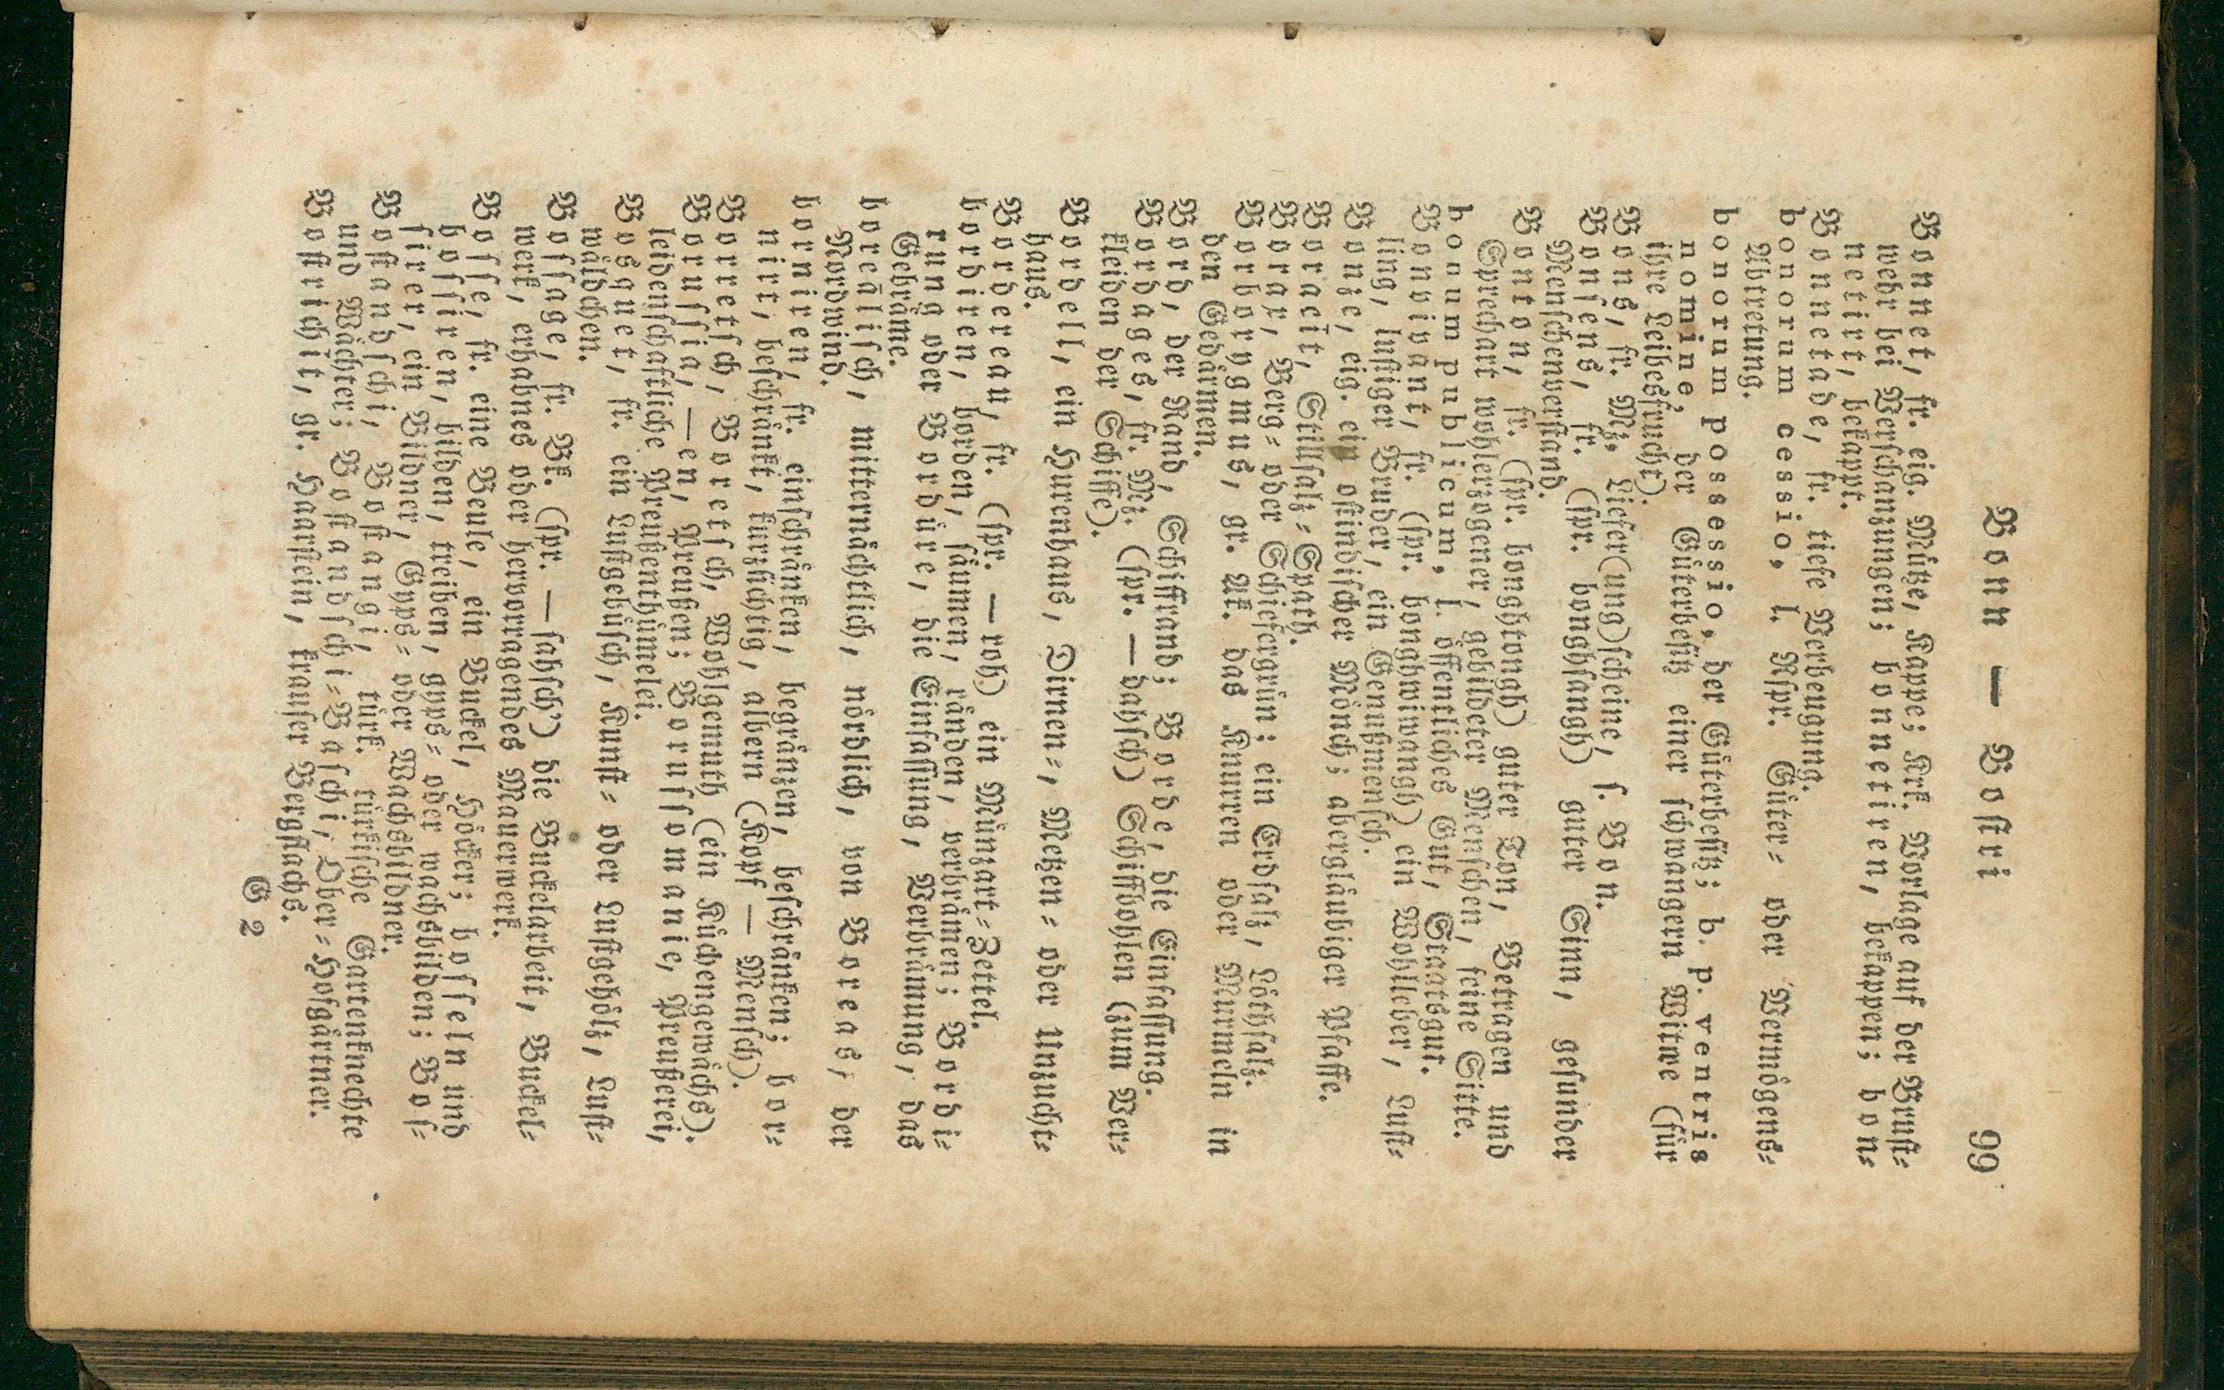 Bonn — Bostri 99
Bonnet, fr. eig. Mütze, Kappe; Krk. Vorlage auf der Brust-
wehr bei Verschanzungen; bonnetiren, bekappen; bon-
netirt, bekappt.
Bonnetade, fr. tiefe Verbeugung.
bonorum cessio, l. Rspr. Güter- oder Vermögens-
Abtretung.
bonorum possessio, der Güterbesitz; b. p. ventris
nomine, der Güterbesitz einer schwangern Witwe (für
ihre Leibesfrucht).
Bons, fr. Mz. Liefer(ung)scheine, s. Bon.
Bonsens, fr. (spr. bonghsangh) guter Sinn, gesunder
Menschenverstand.
Bonton, fr. (spr. bonghtongh) guter Ton, Betragen und
Sprechart wohlerzogener, gebildeter Menschen, feine Sitte.
bonum publicum, l. öffentliches Gut, Staatsgut.
Bonvivant, fr. (spr. bonghwiwangh) ein Wohlleber, Lust-
ling, lustiger Bruder, ein Genußmensch.
Bonze, eig. ein ostindischer Mönch; abergläubiger Pfaffe.
Boracit, Stillsalz-Spath.
Borax, Berg- oder Schiefergrün; ein Erdsalz, Löthsalz.
Borborygmus, gr. Ak. das Knurren oder Murmeln in
den Gedärmen.
Bord, der Rand, Schiffrand; Borde, die Einfassung.
Bordages, fr. Mz. (spr. —dahsch) Schiffbohlen (zum Ver-
kleiden der Schiffe).
Bordell, ein Hurenhaus, Dirnen-, Metzen- oder Unzucht-
haus.
Bordereau, fr. (spr. —roh) ein Münzart-Zettel.
bordiren, borden, säumen, ränden, verbrämen; Bordi-
rung oder Bordüre, die Einfassung, Verbrämung, das
Gebräme.
boreälisch, mitternächtlich, nördlich, von Boreas, der
Nordwind.
borniren, fr. einschränken, begränzen, beschränken; bor-
nirt, beschränkt, kurzsichtig, albern (Kopf — Mensch).
Borretsch, Boretsch, Wohlgemuth (ein Küchengewächs).
Borussia, —en, Preußen; Borussomanie, Preußerei,
leidenschaftliche Preußenthümelei.
Bosquet, fr. ein Lustgebüsch, Kunst- oder Lustgehölz, Lust-
wäldchen.
Bossage, fr. Bk. (spr. —sahsch') die Buckelarbeit, Buckel-
werk, erhabnes oder hervorragendes Mauerwerk.
Bosse, fr. eine Beule, ein Buckel, Höcker; bosseln und
bossiren, bilden, treiben, gyps- oder wachsbilden; Bos-
sirer, ein Bildner, Gyps- oder Wachsbildner.
Bostandschi, Bostangi, türk. türkische Gartenknechte
und Wächter; Bostandschi-Baschi, Ober-Hofgärtner.
Bostrichīt, gr. Haarstein, krauser Bergflachs.
G 2